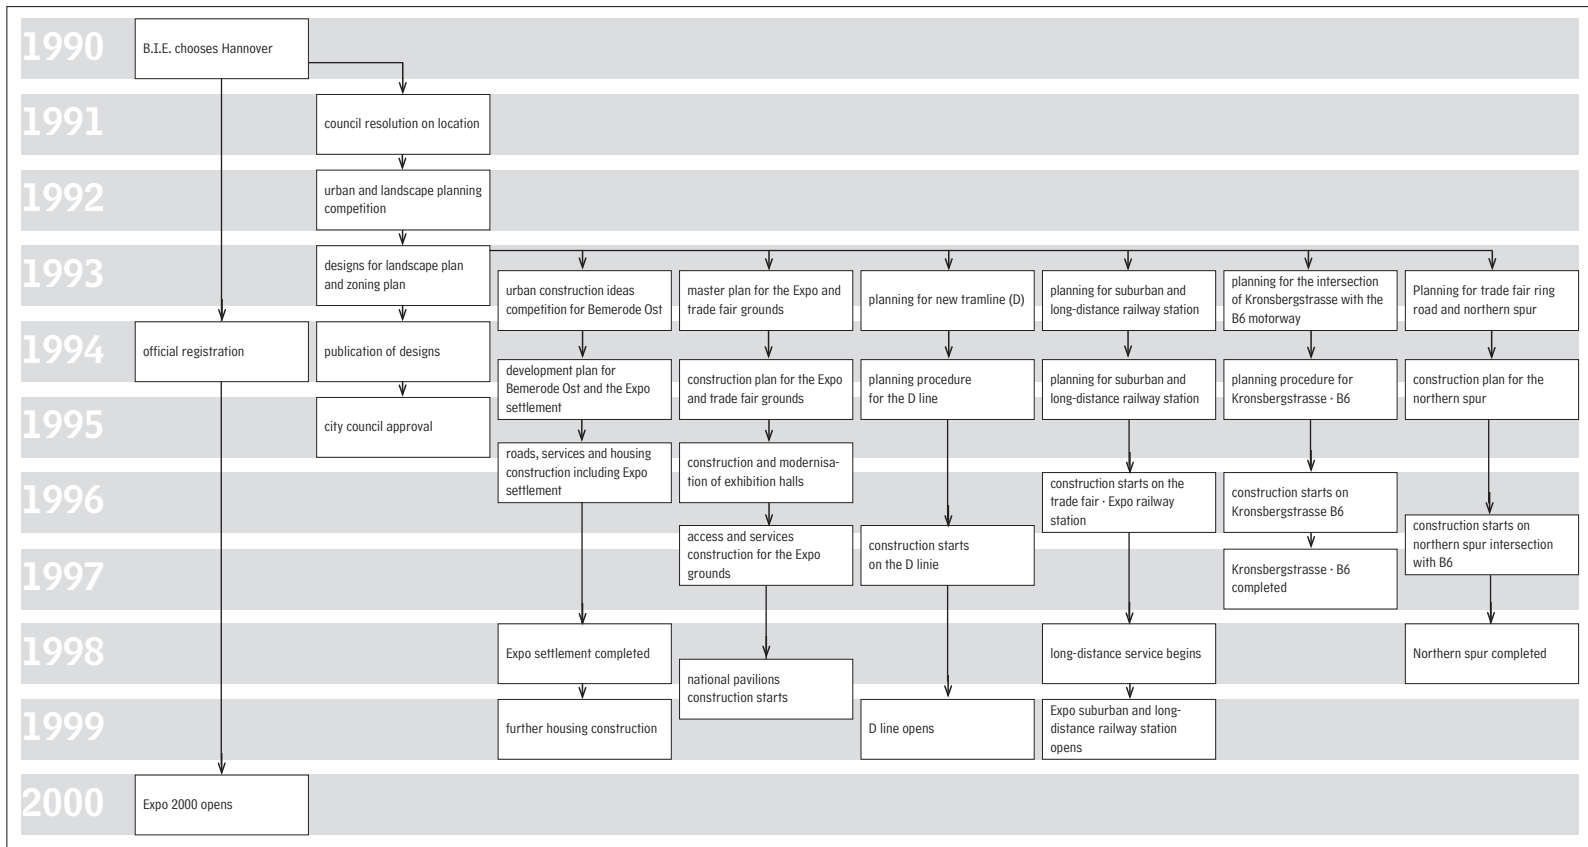 1990
B.I.E. chooses Hannover
1991
council resolution on location
1992
urban and landscape planning
competition
1993
designs for landscape plan
and zoning plan
urban construction ideas
competition for Bemerode Ost
master plan for the Expo and
trade fair grounds
planning for new tramline (D)
planning for suburban and
long-distance railway station
planning for the intersection
of Kronsbergstrasse with the
B6 motorway
Planning for trade fair ring
road and northern spur
1994
official registration
publication of designs
development plan for
Bemerode Ost and the Expo
settlement
construction plan for the Expo
and trade fair grounds
planning procedure
for the D line
planning for suburban and
long-distance railway station
planning procedure for
Kronsbergstrasse · B6
construction plan for the
northern spur
1995
city council approval
roads, services and housing
construction including Expo
settlement
construction and modernisa-
tion of exhibition halls
1996
construction starts on the
trade fair · Expo railway
station
construction starts on
Kronsbergstrasse B6
access and services
construction for the Expo
grounds
construction starts
on the D linie
construction starts on
northern spur intersection
with B6
1997
Kronsbergstrasse · B6
completed
1998
Expo settlement completed
national pavilions
construction starts
long-distance service begins
Northern spur completed
1999
further housing construction
D line opens
Expo suburban and long-
distance railway station
opens
2000
Expo 2000 opens